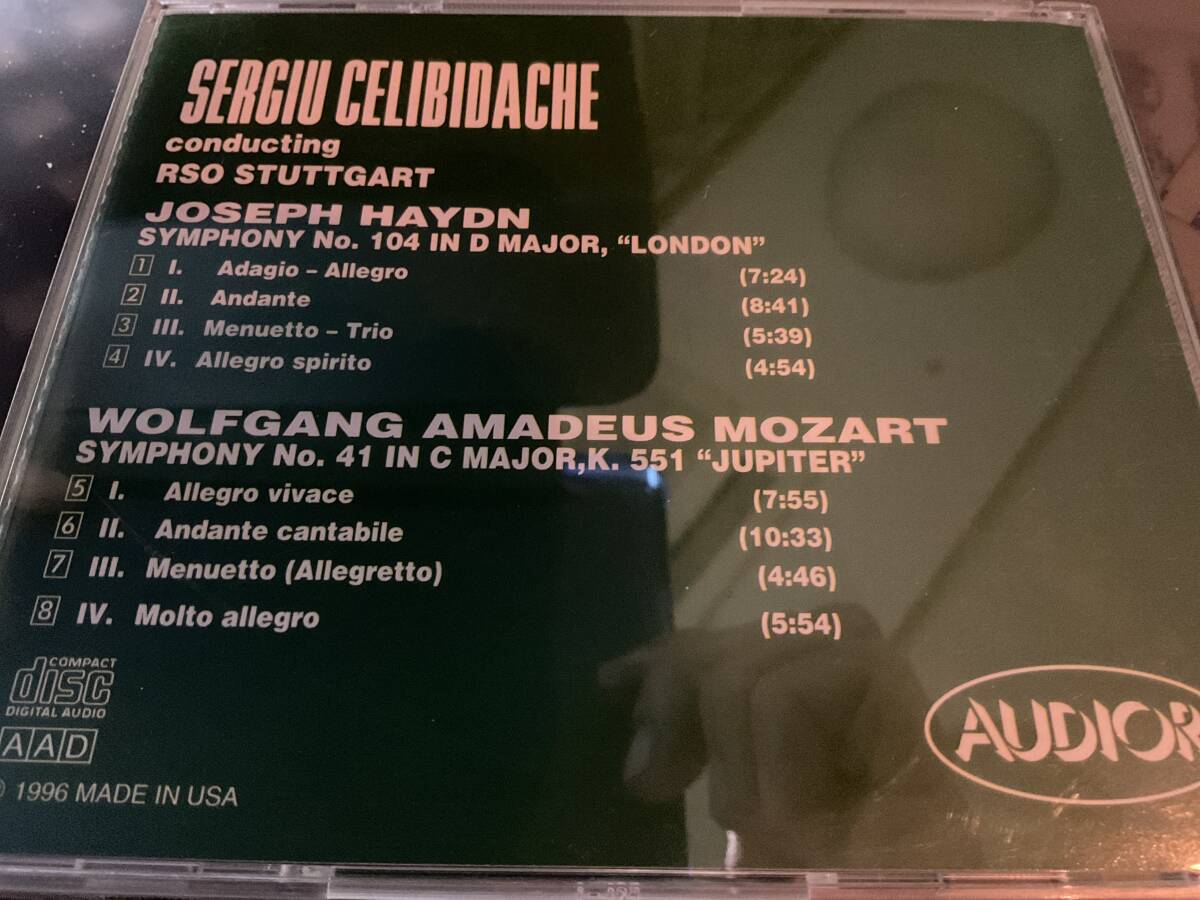 SERGIU CELIBIDACHE
conducting
RSO STUTTGART
JOSEPH HAYDN
SYMPHONY No. 104 IN D MAJOR, “LONDON”
1 I. Adagio – Allegro (7:24)
2 II. Andante (8:41)
3 III. Menuetto – Trio (5:39)
4 IV. Allegro spirito (4:54)
WOLFGANG AMADEUS MOZART
SYMPHONY No. 41 IN C MAJOR,K. 551 “JUPITER”
5 I. Allegro vivace (7:55)
6 II. Andante cantabile (10:33)
7 III. Menuetto (Allegretto) (4:46)
8 IV. Molto allegro (5:54)
COMPACT
disc
DIGITAL AUDIO
AAD
1996 MADE IN USA
AUDIOR